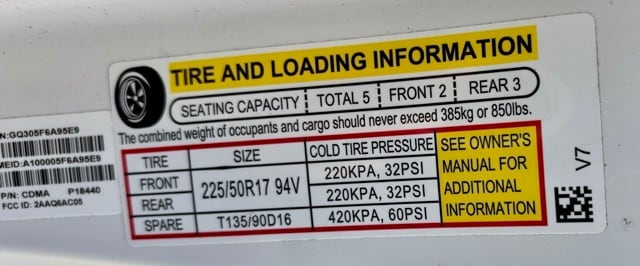 TIRE AND LOADING INFORMATION
SEATING CAPACITY TOTAL 5 FRONT 2 REAR 3
The combined weight of occupants and cargo should never exceed 385kg or 850lbs.
TIRE SIZE COLD TIRE PRESSURE
FRONT 225/50R17 94V 220KPA, 32PSI
REAR 220KPA, 32PSI
SPARE T135/90D16 420KPA, 60PSI
SEE OWNER'S
MANUAL FOR
ADDITIONAL
INFORMATION
V7
N:GQ305F6A95E9
MEID:A100005F6A95E9
P/N: CDMA P18440
FCC ID: 2AAQ6AC05